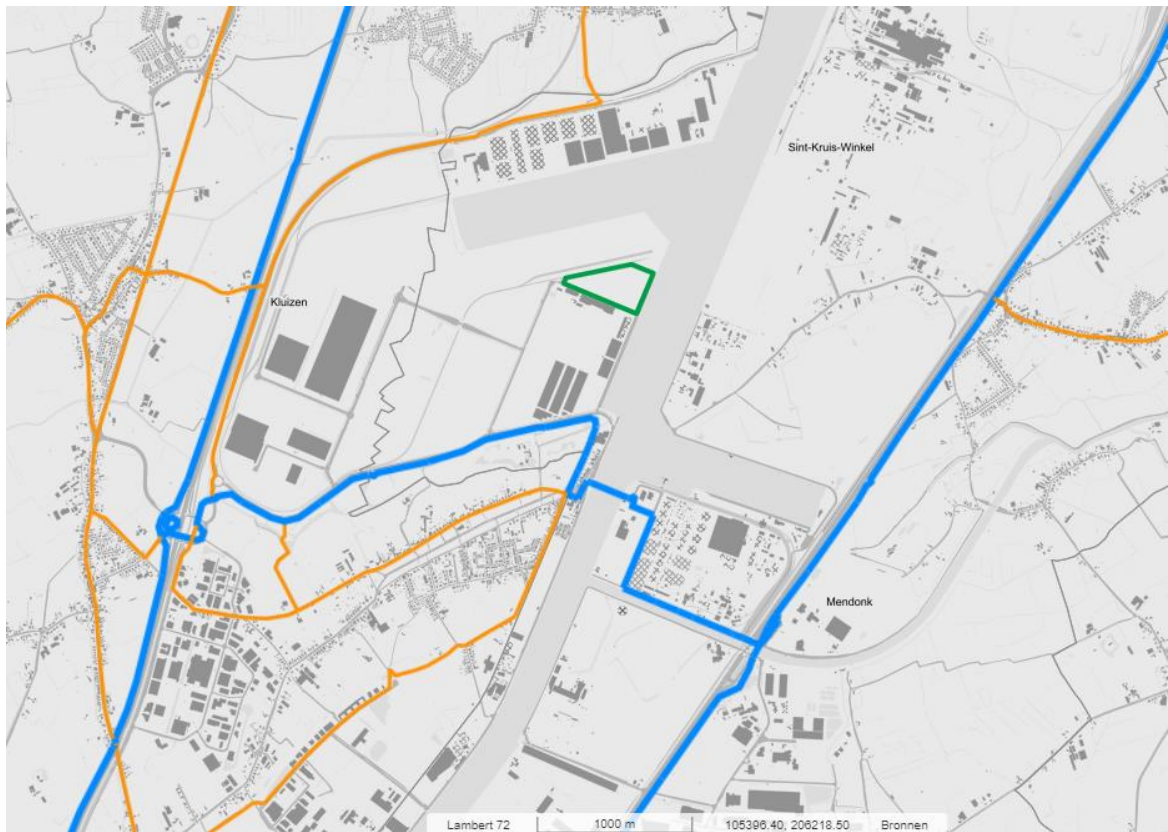 Sint-Kruis-Winkel
Kluizen
Mendonk
Lambert 72 1000 m 105396.40, 206218.50 Bronnen